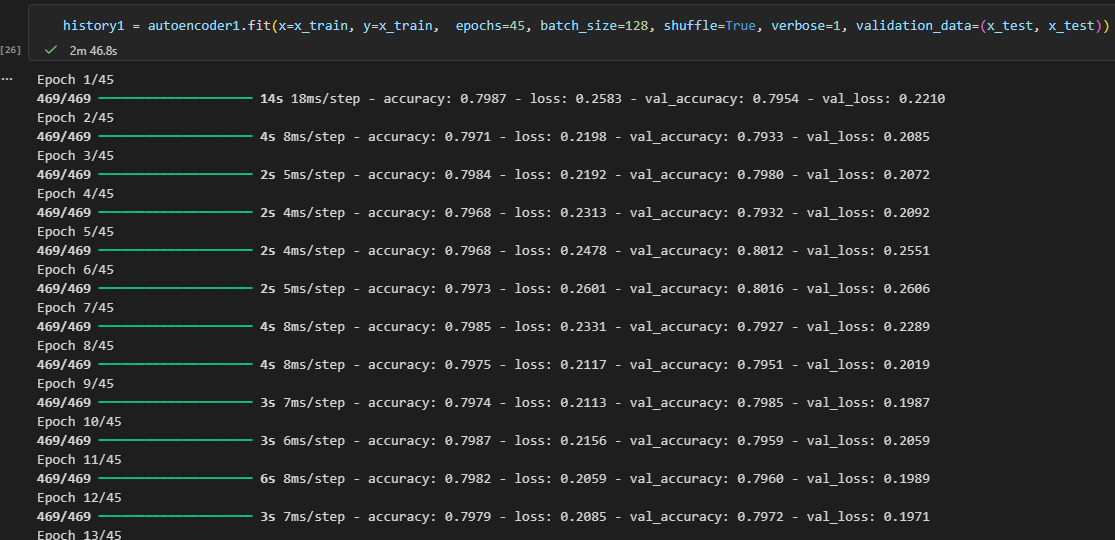 history1 = autoencoder1.fit(x=x_train, y=x_train,  epochs=45, batch_size=128, shuffle=True, verbose=1, validation_data=(x_test, x_test))
[26] ✓ 2m 46.8s
... Epoch 1/45
469/469 ━━━━━━━━━━━━━━━━━━━━ 14s 18ms/step - accuracy: 0.7987 - loss: 0.2583 - val_accuracy: 0.7954 - val_loss: 0.2210
Epoch 2/45
469/469 ━━━━━━━━━━━━━━━━━━━━ 4s 8ms/step - accuracy: 0.7971 - loss: 0.2198 - val_accuracy: 0.7933 - val_loss: 0.2085
Epoch 3/45
469/469 ━━━━━━━━━━━━━━━━━━━━ 2s 5ms/step - accuracy: 0.7984 - loss: 0.2192 - val_accuracy: 0.7980 - val_loss: 0.2072
Epoch 4/45
469/469 ━━━━━━━━━━━━━━━━━━━━ 2s 4ms/step - accuracy: 0.7968 - loss: 0.2313 - val_accuracy: 0.7932 - val_loss: 0.2092
Epoch 5/45
469/469 ━━━━━━━━━━━━━━━━━━━━ 2s 4ms/step - accuracy: 0.7968 - loss: 0.2478 - val_accuracy: 0.8012 - val_loss: 0.2551
Epoch 6/45
469/469 ━━━━━━━━━━━━━━━━━━━━ 2s 5ms/step - accuracy: 0.7973 - loss: 0.2601 - val_accuracy: 0.8016 - val_loss: 0.2606
Epoch 7/45
469/469 ━━━━━━━━━━━━━━━━━━━━ 4s 8ms/step - accuracy: 0.7985 - loss: 0.2331 - val_accuracy: 0.7927 - val_loss: 0.2289
Epoch 8/45
469/469 ━━━━━━━━━━━━━━━━━━━━ 4s 8ms/step - accuracy: 0.7975 - loss: 0.2117 - val_accuracy: 0.7951 - val_loss: 0.2019
Epoch 9/45
469/469 ━━━━━━━━━━━━━━━━━━━━ 3s 7ms/step - accuracy: 0.7974 - loss: 0.2113 - val_accuracy: 0.7985 - val_loss: 0.1987
Epoch 10/45
469/469 ━━━━━━━━━━━━━━━━━━━━ 3s 6ms/step - accuracy: 0.7987 - loss: 0.2156 - val_accuracy: 0.7959 - val_loss: 0.2059
Epoch 11/45
469/469 ━━━━━━━━━━━━━━━━━━━━ 6s 8ms/step - accuracy: 0.7982 - loss: 0.2059 - val_accuracy: 0.7960 - val_loss: 0.1989
Epoch 12/45
469/469 ━━━━━━━━━━━━━━━━━━━━ 3s 7ms/step - accuracy: 0.7979 - loss: 0.2085 - val_accuracy: 0.7972 - val_loss: 0.1971
Epoch 13/45